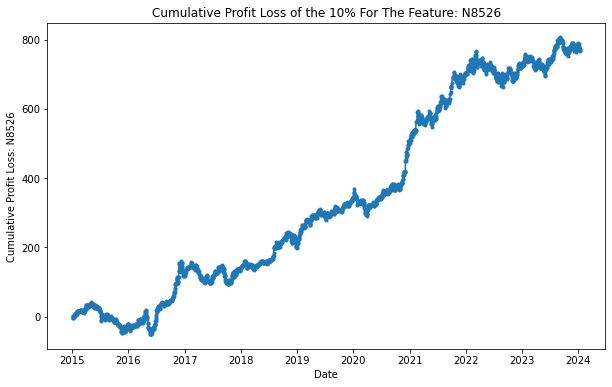 Cumulative Profit Loss of the 10% For The Feature: N8526
Cumulative Profit Loss: N8526
800
600
400
200
0
2015 2016 2017 2018 2019 2020 2021 2022 2023 2024
Date